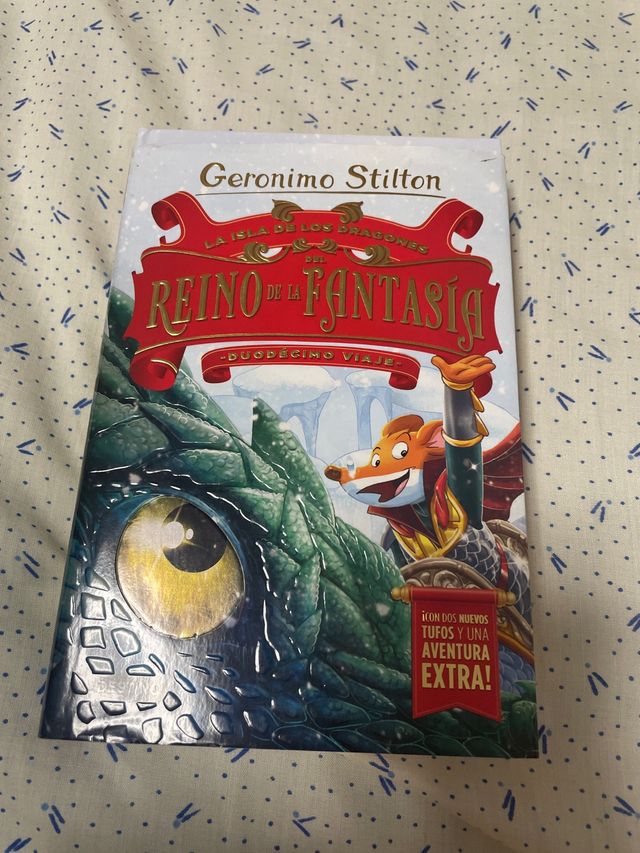 Geronimo Stilton
LA ISLA DE LOS DRAGONES
DEL
REINO DE LA FANTASÍA
-DUODÉCIMO VIAJE-
¡CON DOS NUEVOS
TUFOS Y UNA
AVENTURA
EXTRA!